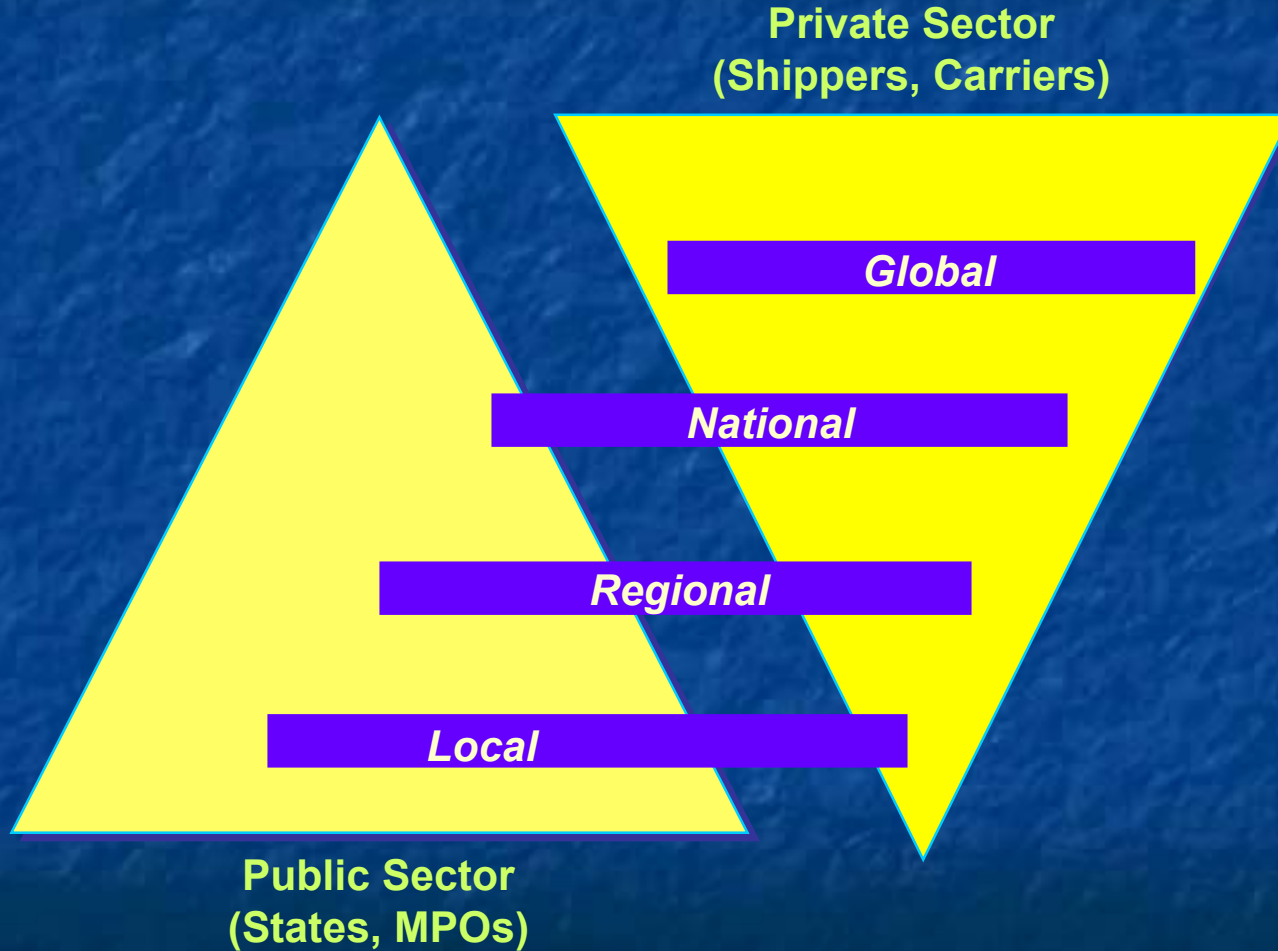 Private Sector
(Shippers, Carriers)
Global
National
Regional
Local
Public Sector
(States, MPOs)